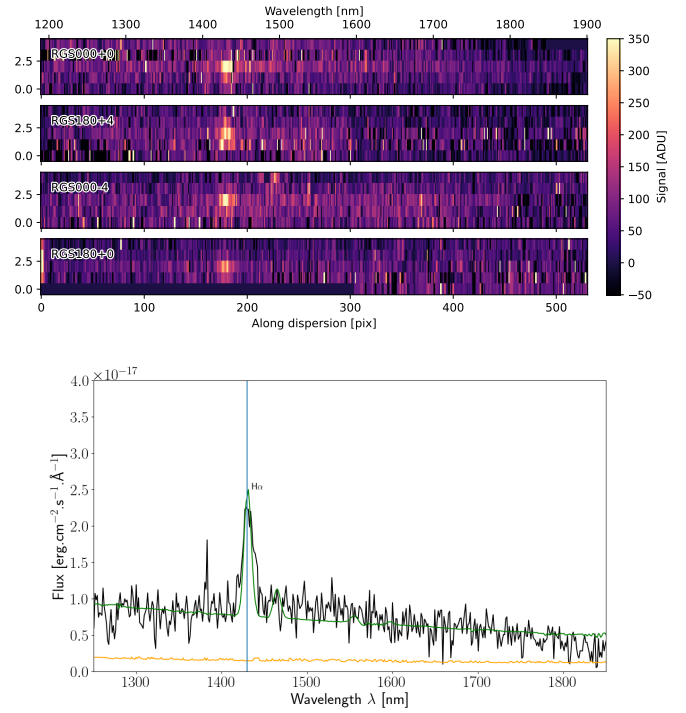 Wavelength [nm]
1200 1300 1400 1500 1600 1700 1800 1900
RGS000+0
2.5
0.0
RGS180+4
2.5
0.0
RGS000-4
2.5
0.0
RGS180+0
2.5
0.0
0 100 200 300 400 500
Along dispersion [pix]
350
300
250
200
150
100
50
0
−50
Signal [ADU]
×10−17
4.0
3.5
3.0
2.5
2.0
1.5
1.0
0.5
0.0
Flux [erg.cm−2.s−1.Å−1]
Hα
1300 1400 1500 1600 1700 1800
Wavelength λ [nm]